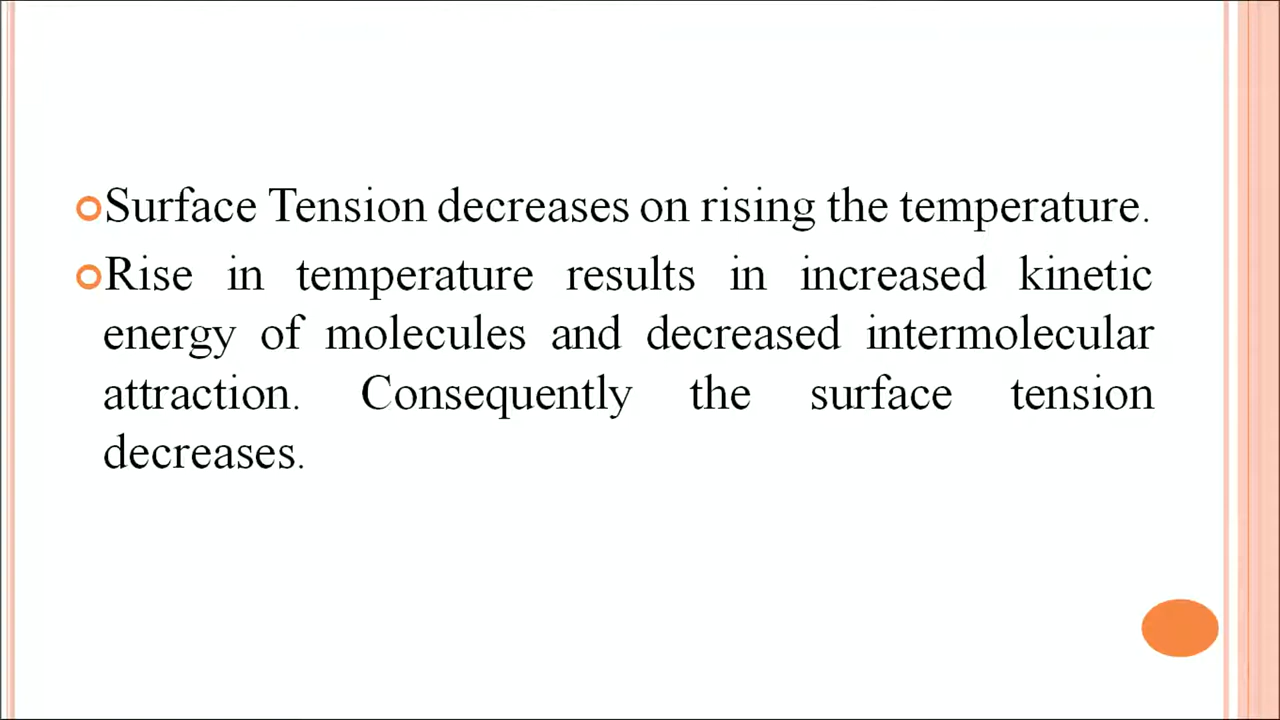 Surface Tension decreases on rising the temperature.
Rise in temperature results in increased kinetic
energy of molecules and decreased intermolecular
attraction. Consequently the surface tension
decreases.